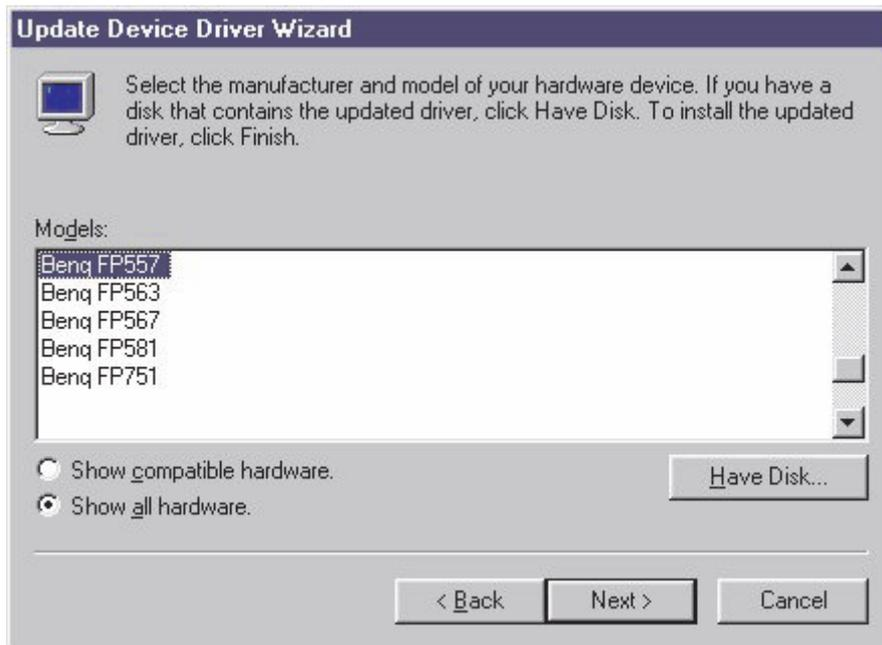 Update Device Driver Wizard
Select the manufacturer and model of your hardware device. If you have a
disk that contains the updated driver, click Have Disk. To install the updated
driver, click Finish.
Models:
Benq FP557
Benq FP563
Benq FP567
Benq FP581
Benq FP751
Show compatible hardware.
Show all hardware.
Have Disk...
< Back
Next >
Cancel